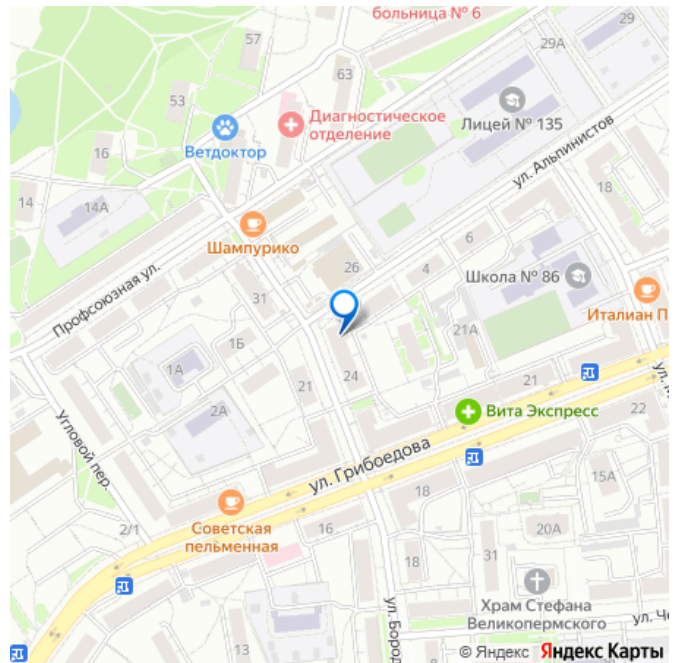 больница № 6
57
29А
63
53
Диагностическое
отделение
Лицей № 135
Ветдоктор
16
ул. Альпинистов
14
14А
18
Шампурико
6
26
4
Школа № 86
Профсоюзная ул.
31
Италиан П
21А
1Б
1А
24
21
21
2А
Вита Экспресс
22
Угловой пер.
ул. Грибоедова
18
15А
2/1
Советская
пельменная
16
20А
18
31
Храм Стефана
Великопермского
ул. Бород
ул. Че
13
© Яндекс Яндекс Карты